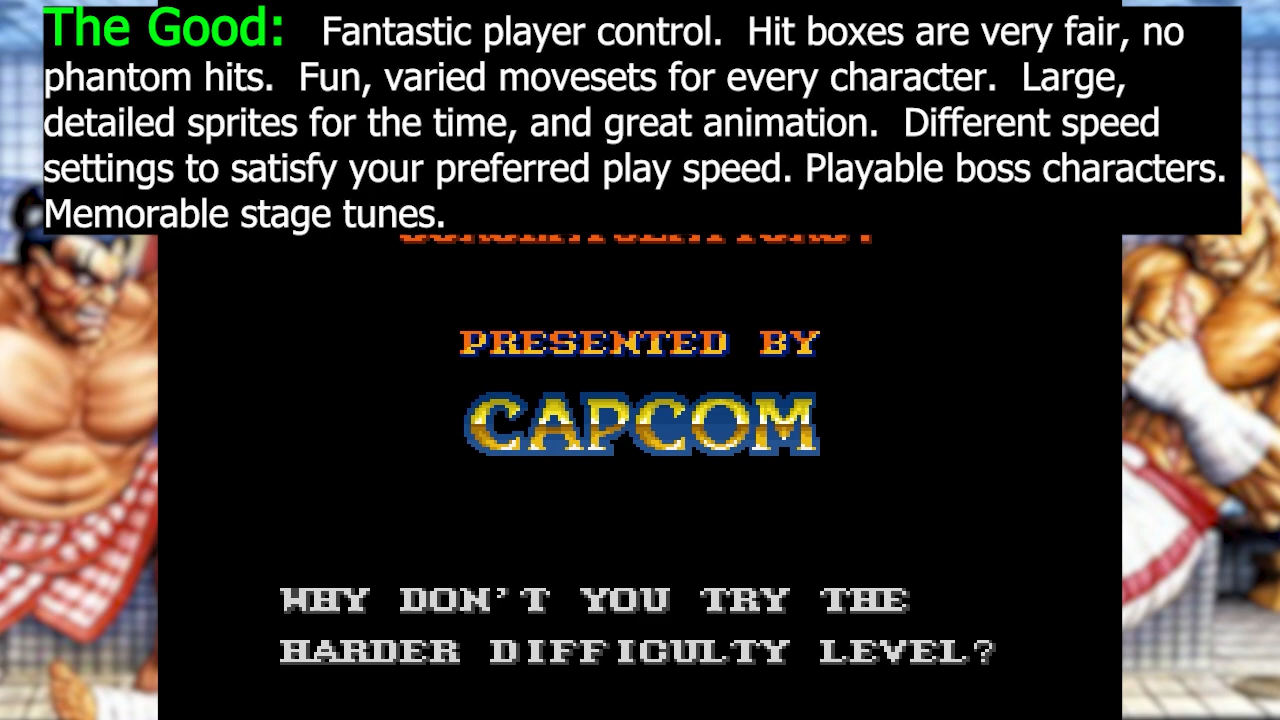 The Good: Fantastic player control. Hit boxes are very fair, no
phantom hits. Fun, varied movesets for every character. Large,
detailed sprites for the time, and great animation. Different speed
settings to satisfy your preferred play speed. Playable boss characters.
Memorable stage tunes.
PRESENTED BY
CAPCOM
WHY DON'T YOU TRY THE
HARDER DIFFICULTY LEVEL?